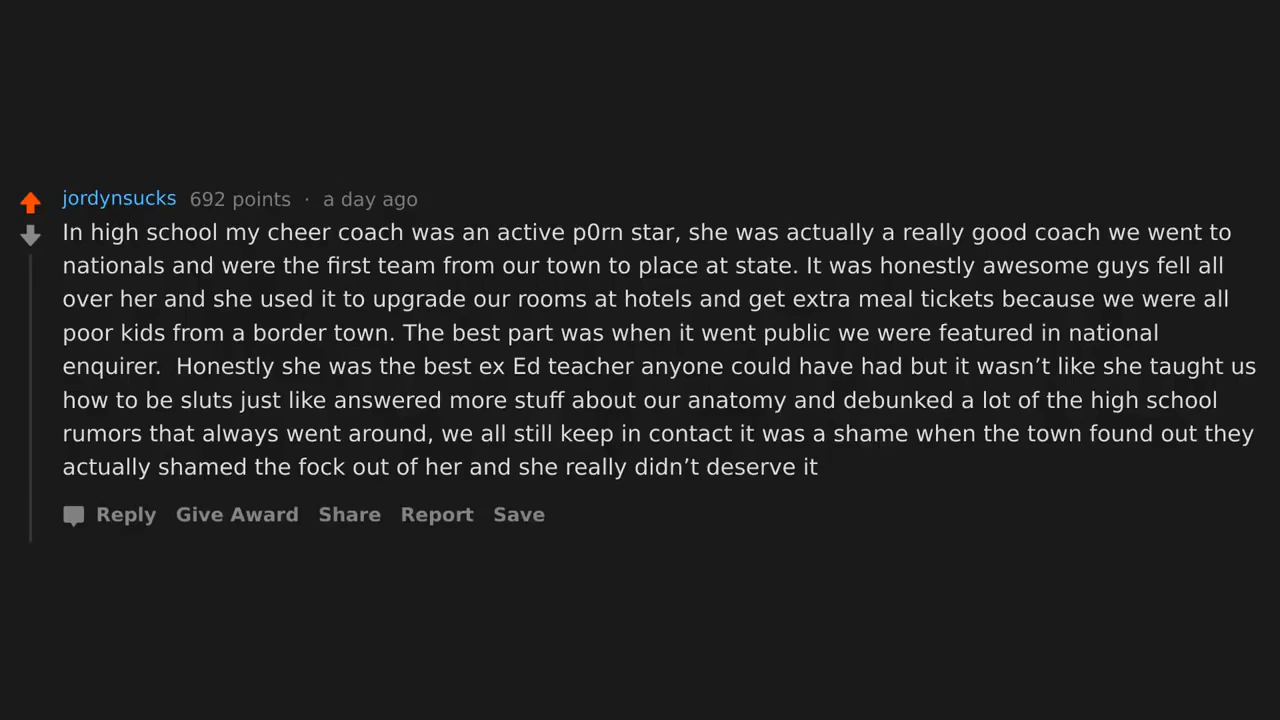 jordynsucks 692 points · a day ago
In high school my cheer coach was an active p0rn star, she was actually a really good coach we went to
nationals and were the first team from our town to place at state. It was honestly awesome guys fell all
over her and she used it to upgrade our rooms at hotels and get extra meal tickets because we were all
poor kids from a border town. The best part was when it went public we were featured in national
enquirer.  Honestly she was the best ex Ed teacher anyone could have had but it wasn’t like she taught us
how to be sluts just like answered more stuff about our anatomy and debunked a lot of the high school
rumors that always went around, we all still keep in contact it was a shame when the town found out they
actually shamed the fock out of her and she really didn’t deserve it
Reply Give Award Share Report Save